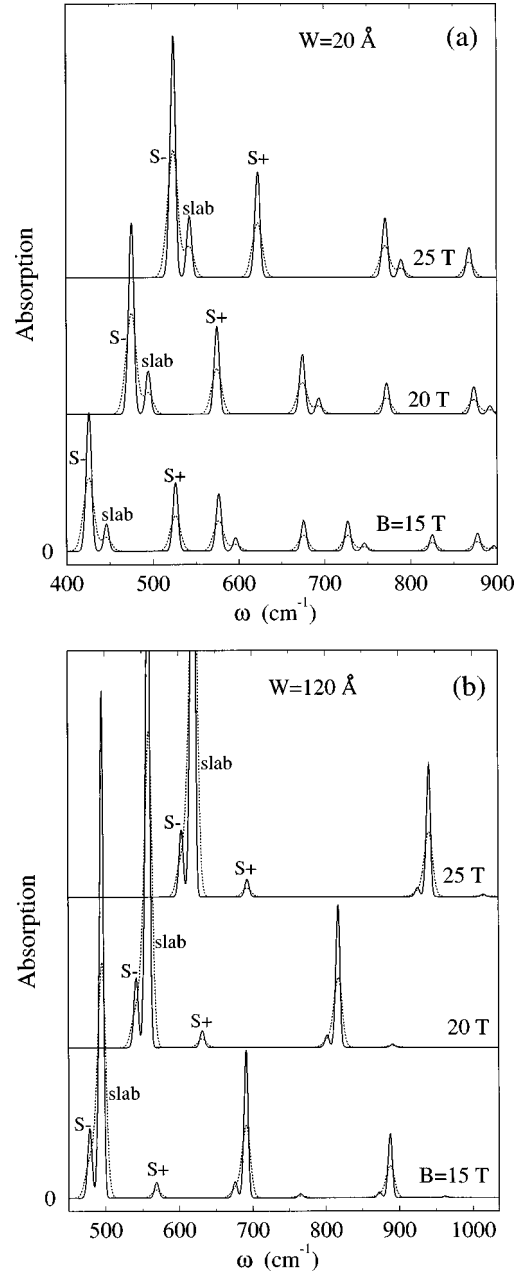 W=20 Å
(a)
S-
slab
S+
25 T
S-
slab
S+
20 T
S-
slab
S+
B=15 T
Absorption
0
400 500 600 700 800 900
ω (cm⁻¹)
W=120 Å
(b)
S-
slab
S+
25 T
S-
slab
S+
20 T
S-
slab
S+
B=15 T
Absorption
0
500 600 700 800 900 1000
ω (cm⁻¹)